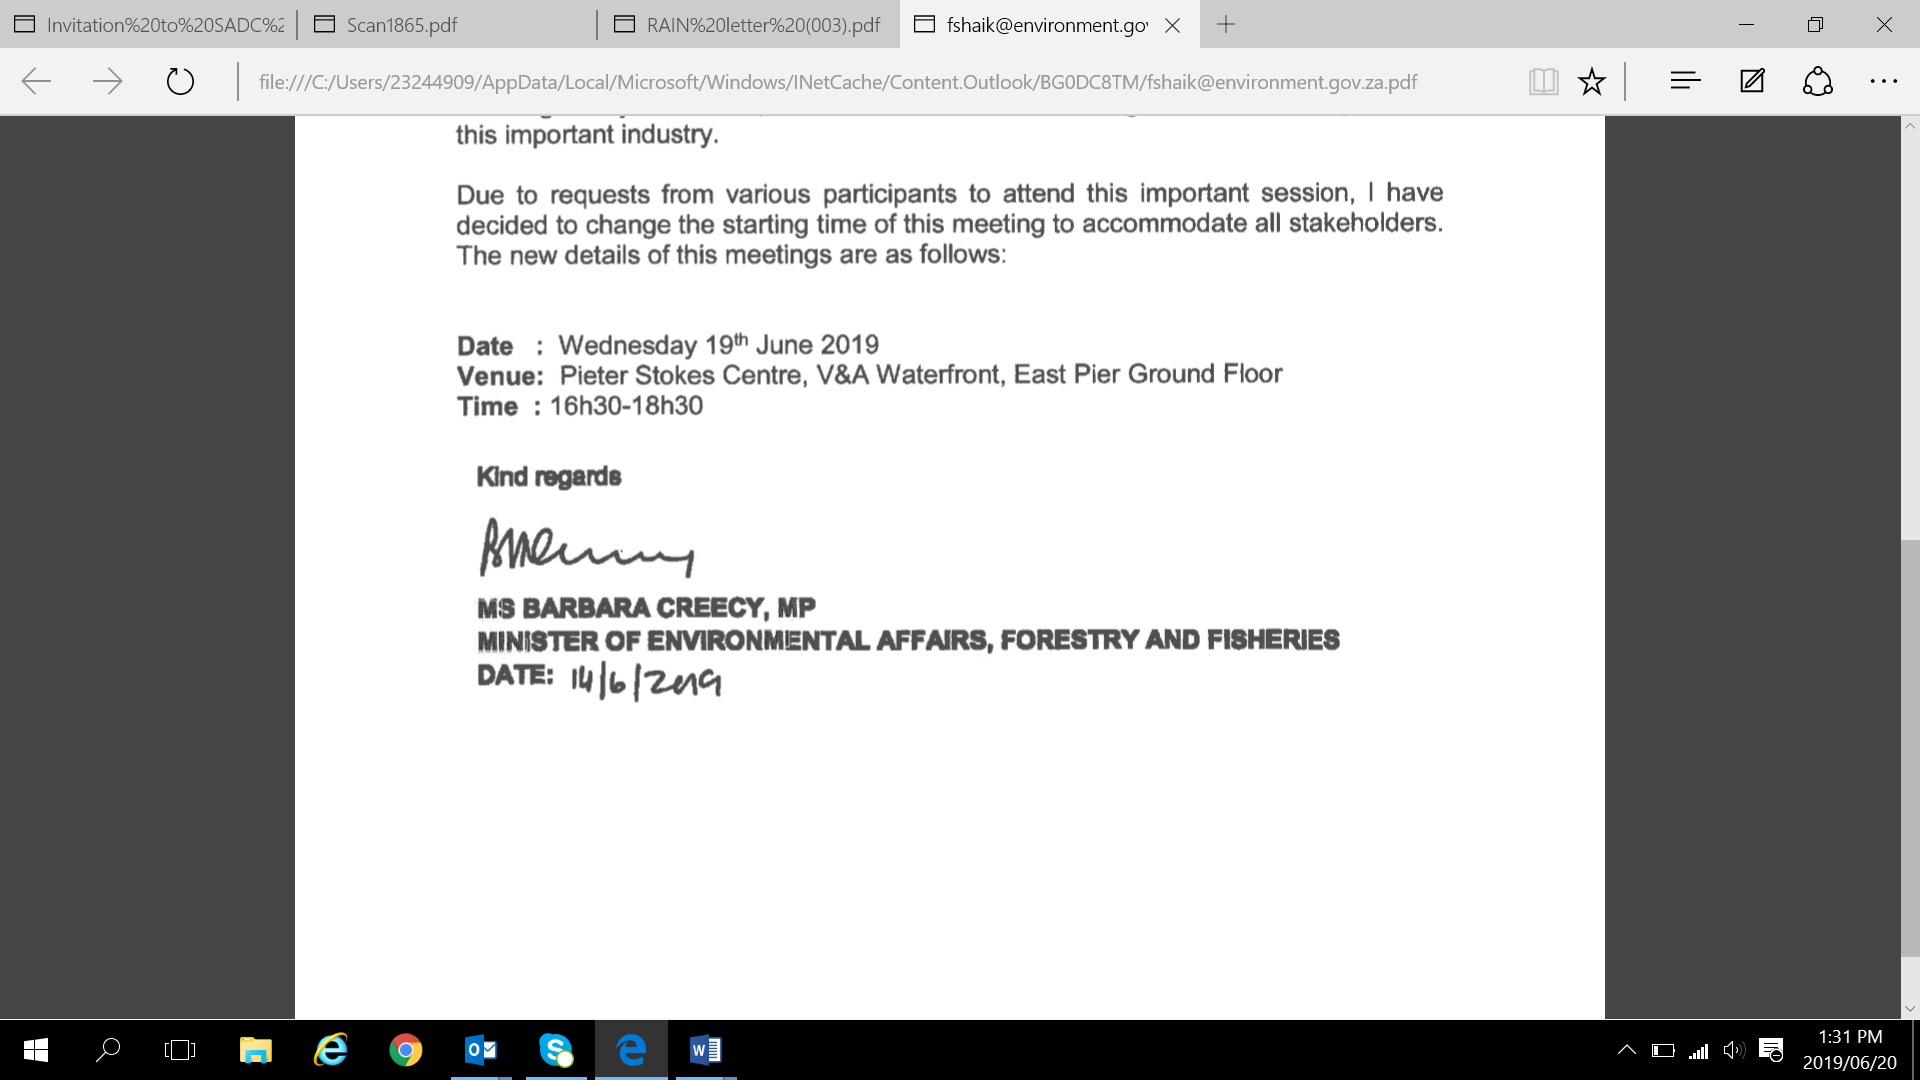 Invitation%20to%20SADC%2
Scan1865.pdf
RAIN%20letter%20(003).pdf
fshaik@environment.go
file:///C:/Users/23244909/AppData/Local/Microsoft/Windows/INetCache/Content.Outlook/BG0DC8TM/fshaik@environment.gov.za.pdf
this important industry.
Due to requests from various participants to attend this important session, I have
decided to change the starting time of this meeting to accommodate all stakeholders.
The new details of this meetings are as follows:
Date : Wednesday 19th June 2019
Venue: Pieter Stokes Centre, V&A Waterfront, East Pier Ground Floor
Time : 16h30-18h30
Kind regards
MS BARBARA CREECY, MP
MINISTER OF ENVIRONMENTAL AFFAIRS, FORESTRY AND FISHERIES
DATE: 14/6/2019
1:31 PM
2019/06/20